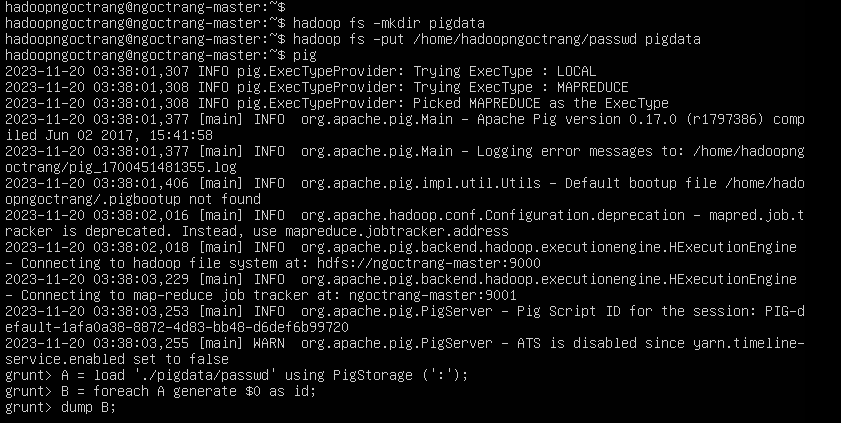 hadoopngoctrang@ngoctrang-master:~$
hadoopngoctrang@ngoctrang-master:~$ hadoop fs -mkdir pigdata
hadoopngoctrang@ngoctrang-master:~$ hadoop fs -put /home/hadoopngoctrang/passwd pigdata
hadoopngoctrang@ngoctrang-master:~$ pig
2023-11-20 03:38:01,307 INFO pig.ExecTypeProvider: Trying ExecType : LOCAL
2023-11-20 03:38:01,308 INFO pig.ExecTypeProvider: Trying ExecType : MAPREDUCE
2023-11-20 03:38:01,308 INFO pig.ExecTypeProvider: Picked MAPREDUCE as the ExecType
2023-11-20 03:38:01,377 [main] INFO  org.apache.pig.Main - Apache Pig version 0.17.0 (r1797386) comp
iled Jun 02 2017, 15:41:58
2023-11-20 03:38:01,377 [main] INFO  org.apache.pig.Main - Logging error messages to: /home/hadoopng
octrang/pig_1700451481355.log
2023-11-20 03:38:01,406 [main] INFO  org.apache.pig.impl.util.Utils - Default bootup file /home/hado
opngoctrang/.pigbootup not found
2023-11-20 03:38:02,016 [main] INFO  org.apache.hadoop.conf.Configuration.deprecation - mapred.job.t
racker is deprecated. Instead, use mapreduce.jobtracker.address
2023-11-20 03:38:02,018 [main] INFO  org.apache.pig.backend.hadoop.executionengine.HExecutionEngine
- Connecting to hadoop file system at: hdfs://ngoctrang-master:9000
2023-11-20 03:38:03,229 [main] INFO  org.apache.pig.backend.hadoop.executionengine.HExecutionEngine
- Connecting to map-reduce job tracker at: ngoctrang-master:9001
2023-11-20 03:38:03,253 [main] INFO  org.apache.pig.PigServer - Pig Script ID for the session: PIG-d
efault-1afa0a38-8872-4d83-bb48-d6def6b99720
2023-11-20 03:38:03,255 [main] WARN  org.apache.pig.PigServer - ATS is disabled since yarn.timeline-
service.enabled set to false
grunt> A = load './pigdata/passwd' using PigStorage (':');
grunt> B = foreach A generate $0 as id;
grunt> dump B;